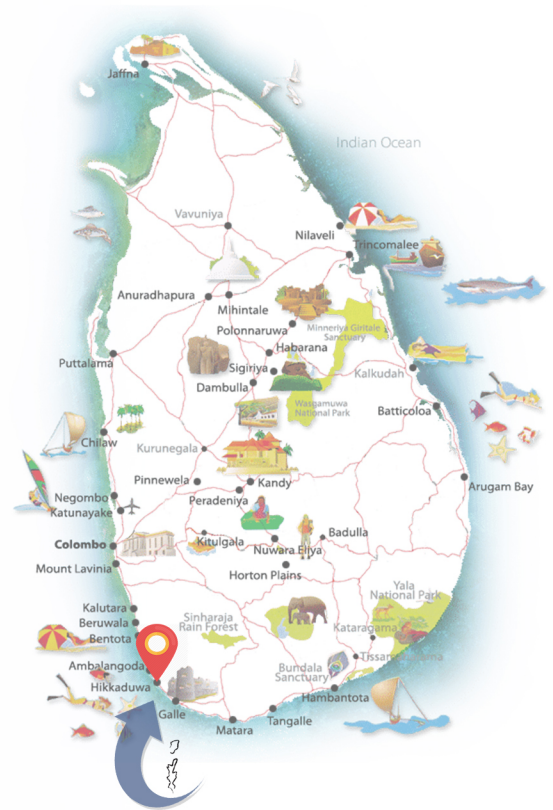 Jaffna
Indian Ocean
Vavuniya
Nilaveli
Trincomalee
Anuradhapura
Mihintale
Polonnaruwa
Minneriya Giritale
Sanctuary
Habarana
Puttalama
Sigiriya
Kalkudah
Dambulla
Wasgamuwa
National Park
Batticoloa
Chilaw
Kurunegala
Pinnewela
Kandy
Arugam Bay
Negombo
Peradeniya
Katunayake
Badulla
Colombo
Kitulgala
Nuwara Eliya
Mount Lavinia
Horton Plains
Yala
National Park
Kalutara
Beruwala
Sinharaja
Rain Forest
Bentota
Kataragama
Ambalangoda
Bundala
Sanctuary
Hikkaduwa
Hambantota
Galle
Tangalle
Matara